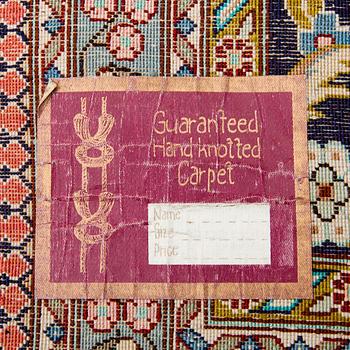 Guaranteed
Hand knotted
Carpet
Name
Size
Price